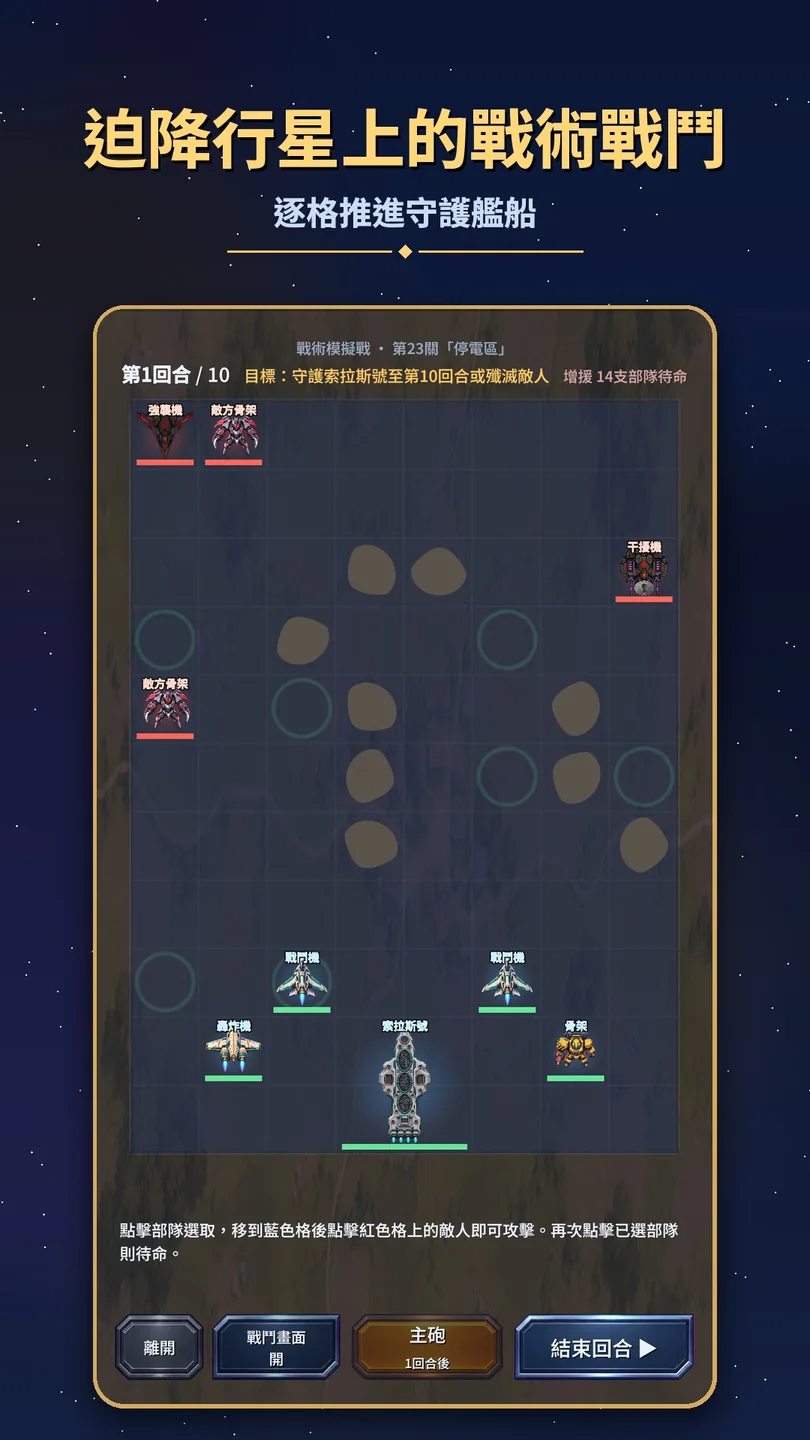 迫降行星上的戰術戰鬥
逐格推進守護艦船
戰術模擬戰・第23關「停電區」
第1回合 / 10 目標：守護索拉斯號至第10回合或殲滅敵人 增援 14支部隊待命
強襲機 敵方骨架
干擾機
敵方骨架
戰鬥機 戰鬥機
轟炸機 索拉斯號 骨架
點擊部隊選取，移到藍色格後點擊紅色格上的敵人即可攻擊。再次點擊已選部隊
則待命。
離開
戰鬥畫面
開
主砲
1回合後
結束回合 ▶